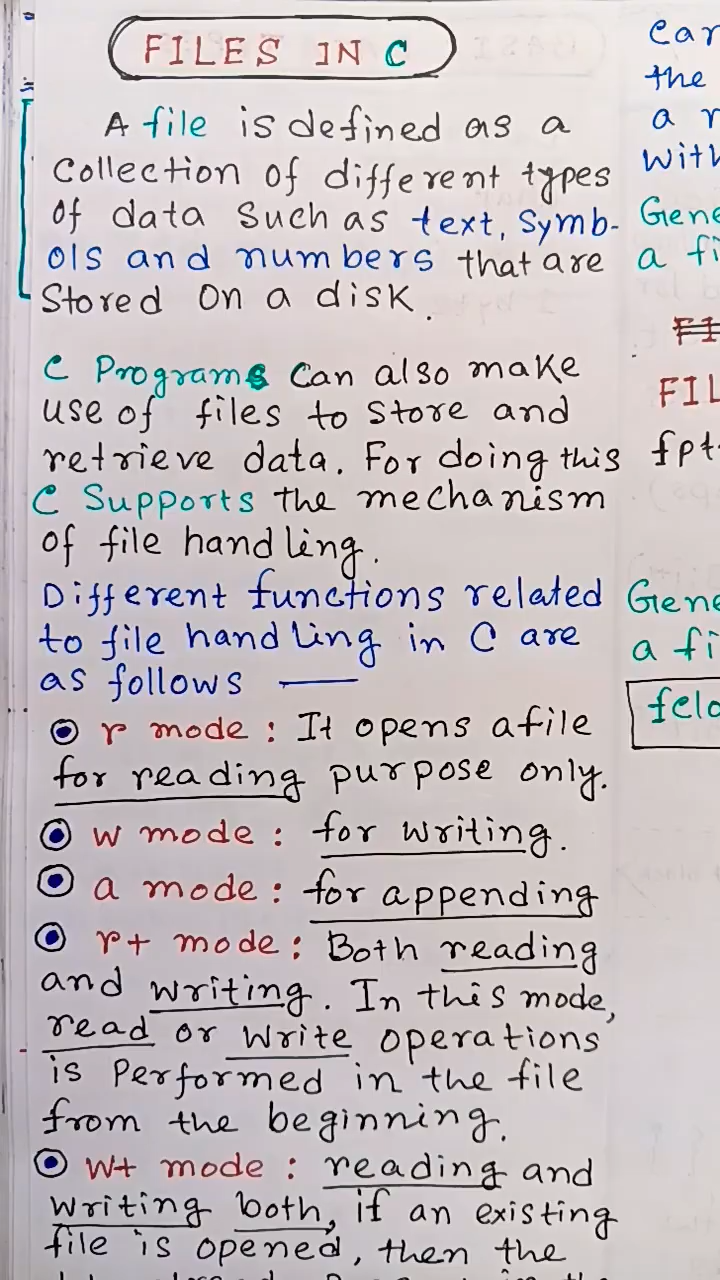 FILES IN C
A file is defined as a
Collection of different types
of data Such as text, Symb-
ols and numbers that are
Stored On a disk.
C Programs Can also make
use of files to Store and
retrieve data. For doing this
C Supports the mechanism
of file handling.
Different functions related
to file handling in C are
as follows —
r mode : It opens a file
for reading purpose only.
w mode : for writing.
a mode : for appending
r+ mode : Both reading
and writing. In this mode,
read or write operations
is Performed in the file
from the beginning.
w+ mode : reading and
writing both, if an existing
file is opened, then the
the
a
With
a fi
FIL
a fi